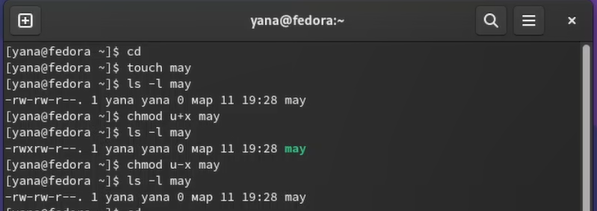 yana@fedora:~
[yana@fedora ~]$ cd
[yana@fedora ~]$ touch may
[yana@fedora ~]$ ls -l may
-rw-rw-r--. 1 yana yana 0 мар 11 19:28 may
[yana@fedora ~]$ chmod u+x may
[yana@fedora ~]$ ls -l may
-rwxrw-r--. 1 yana yana 0 мар 11 19:28 may
[yana@fedora ~]$ chmod u-x may
[yana@fedora ~]$ ls -l may
-rw-rw-r--. 1 yana yana 0 мар 11 19:28 may